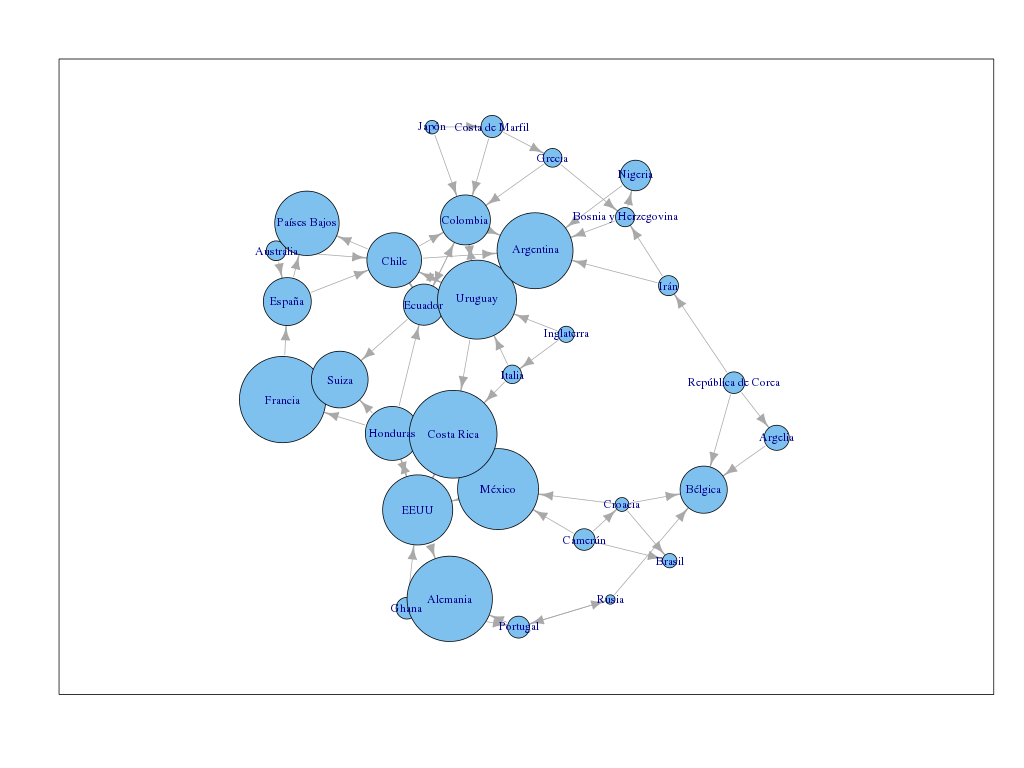 Japón
Costa de Marfil
Grecia
Nigeria
Bosnia y Herzegovina
Países Bajos
Colombia
Australia
Argentina
Chile
Irán
España
Ecuador
Uruguay
Inglaterra
Italia
Suiza
República de Corea
Francia
Honduras
Costa Rica
Argelia
México
Bélgica
EEUU
Croacia
Camerún
Brasil
Rusia
Alemania
Ghana
Portugal